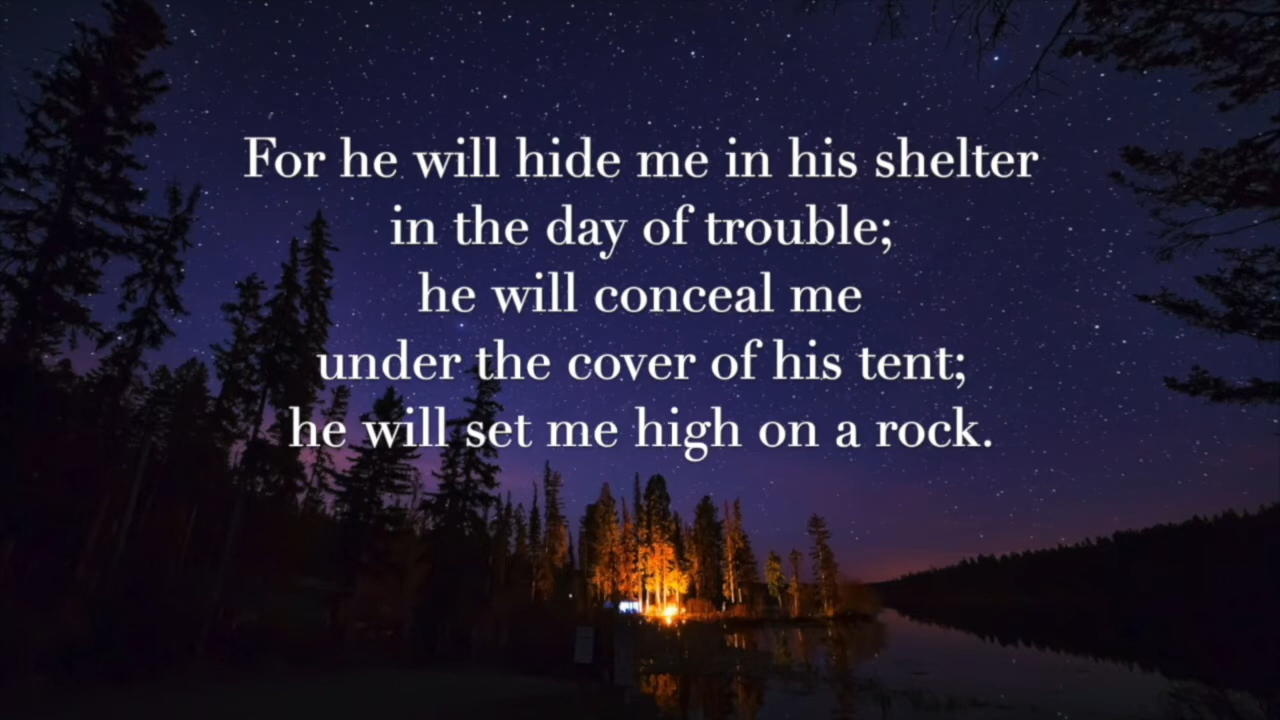 For he will hide me in his shelter
in the day of trouble;
he will conceal me
under the cover of his tent;
he will set me high on a rock.